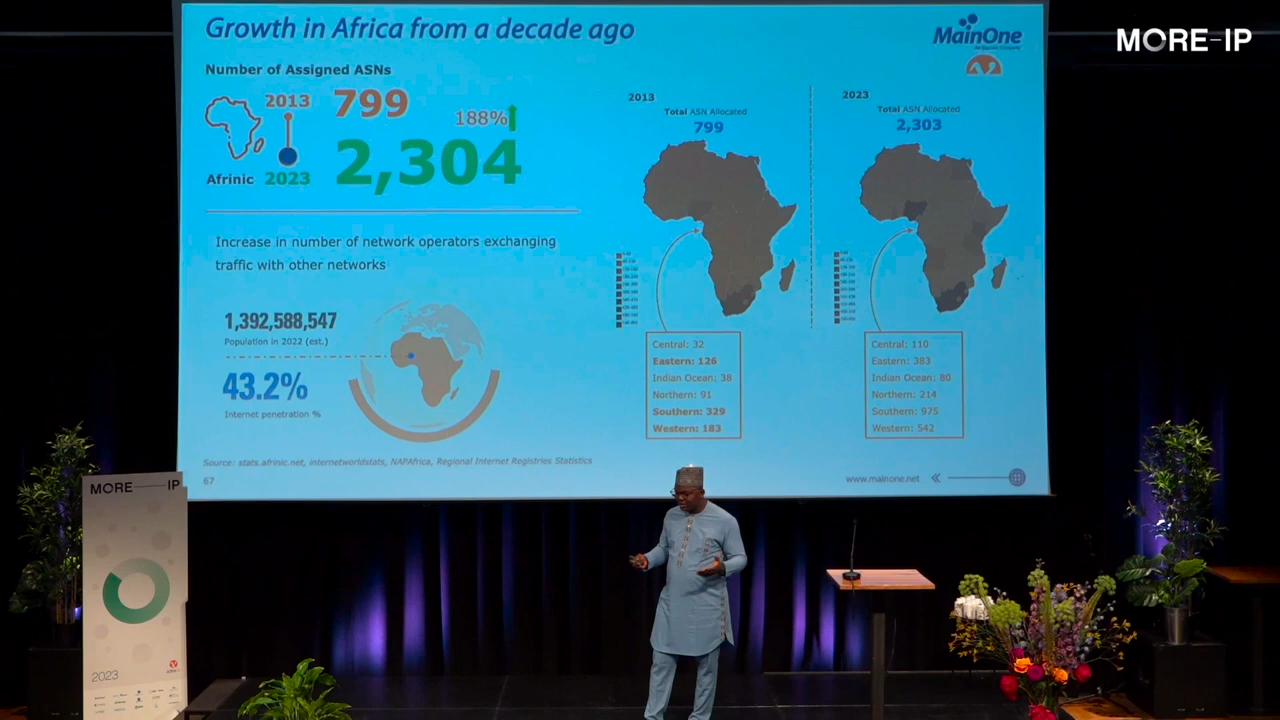 Growth in Africa from a decade ago
MainOne
MORE-IP
Number of Assigned ASNs
2013
799
188%
2,304
Afrinic 2023
Increase in number of network operators exchanging
traffic with other networks
1,392,588,547
Population in 2022 (est.)
43.2%
Internet penetration %
2013
Total ASN Allocated
799
Central: 32
Eastern: 126
Indian Ocean: 38
Northern: 91
Southern: 329
Western: 183
2023
Total ASN Allocated
2,303
Central: 110
Eastern: 383
Indian Ocean: 80
Northern: 214
Southern: 975
Western: 542
Source: stats.afrinic.net, internetworldstats, NAPAfrica, Regional Internet Registries Statistics
67
www.mainone.net
MORE IP
2023